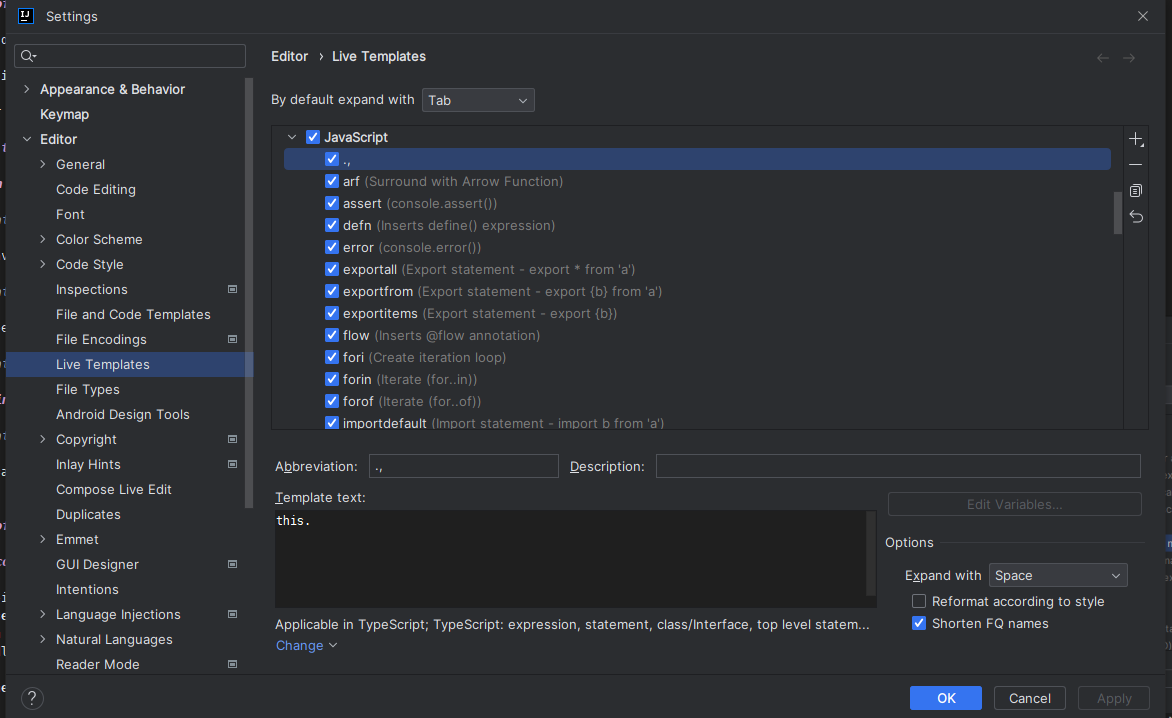 Settings
Editor › Live Templates
Appearance & Behavior
Keymap
Editor
General
Code Editing
Font
Color Scheme
Code Style
Inspections
File and Code Templates
File Encodings
Live Templates
File Types
Android Design Tools
Copyright
Inlay Hints
Compose Live Edit
Duplicates
Emmet
GUI Designer
Intentions
Language Injections
Natural Languages
Reader Mode
By default expand with Tab
JavaScript
.,
arf (Surround with Arrow Function)
assert (console.assert())
defn (Inserts define() expression)
error (console.error())
exportall (Export statement - export * from 'a')
exportfrom (Export statement - export {b} from 'a')
exportitems (Export statement - export {b})
flow (Inserts @flow annotation)
fori (Create iteration loop)
forin (Iterate (for..in))
forof (Iterate (for..of))
importdefault (Import statement - import b from 'a')
Abbreviation: ., Description:
Template text:
this.
Edit Variables...
Options
Expand with Space
Reformat according to style
Shorten FQ names
Applicable in TypeScript; TypeScript: expression, statement, class/Interface, top level statem...
Change
? OK Cancel Apply